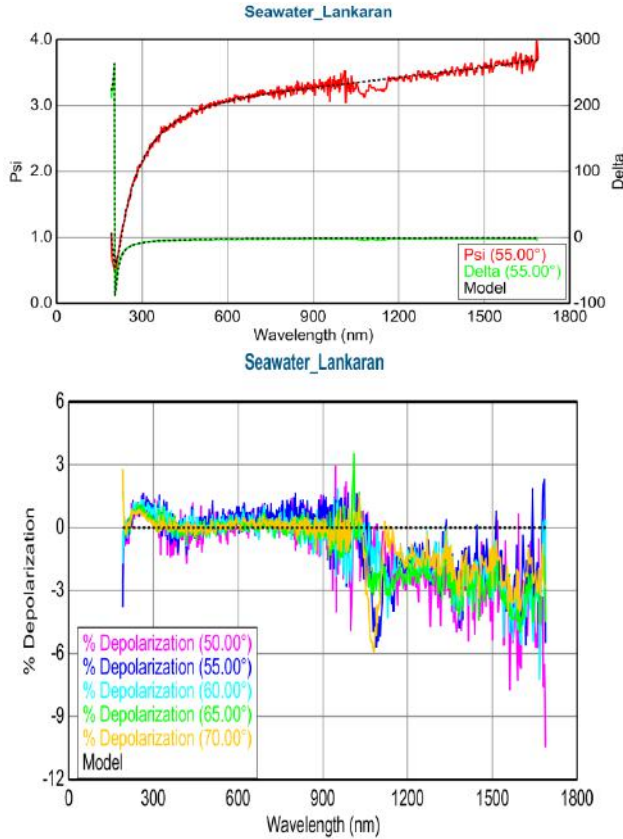 Seawater_Lankaran
4.0 300
3.0 200
Psi
2.0 100
Delta
1.0 0
Psi (55.00°)
Delta (55.00°)
Model
0.0 -100
0 300 600 900 1200 1500 1800
Wavelength (nm)
Seawater_Lankaran
6
3
0
% Depolarization
-3
% Depolarization (50.00°)
-6
% Depolarization (55.00°)
% Depolarization (60.00°)
-9
% Depolarization (65.00°)
% Depolarization (70.00°)
Model
-12
0 300 600 900 1200 1500 1800
Wavelength (nm)